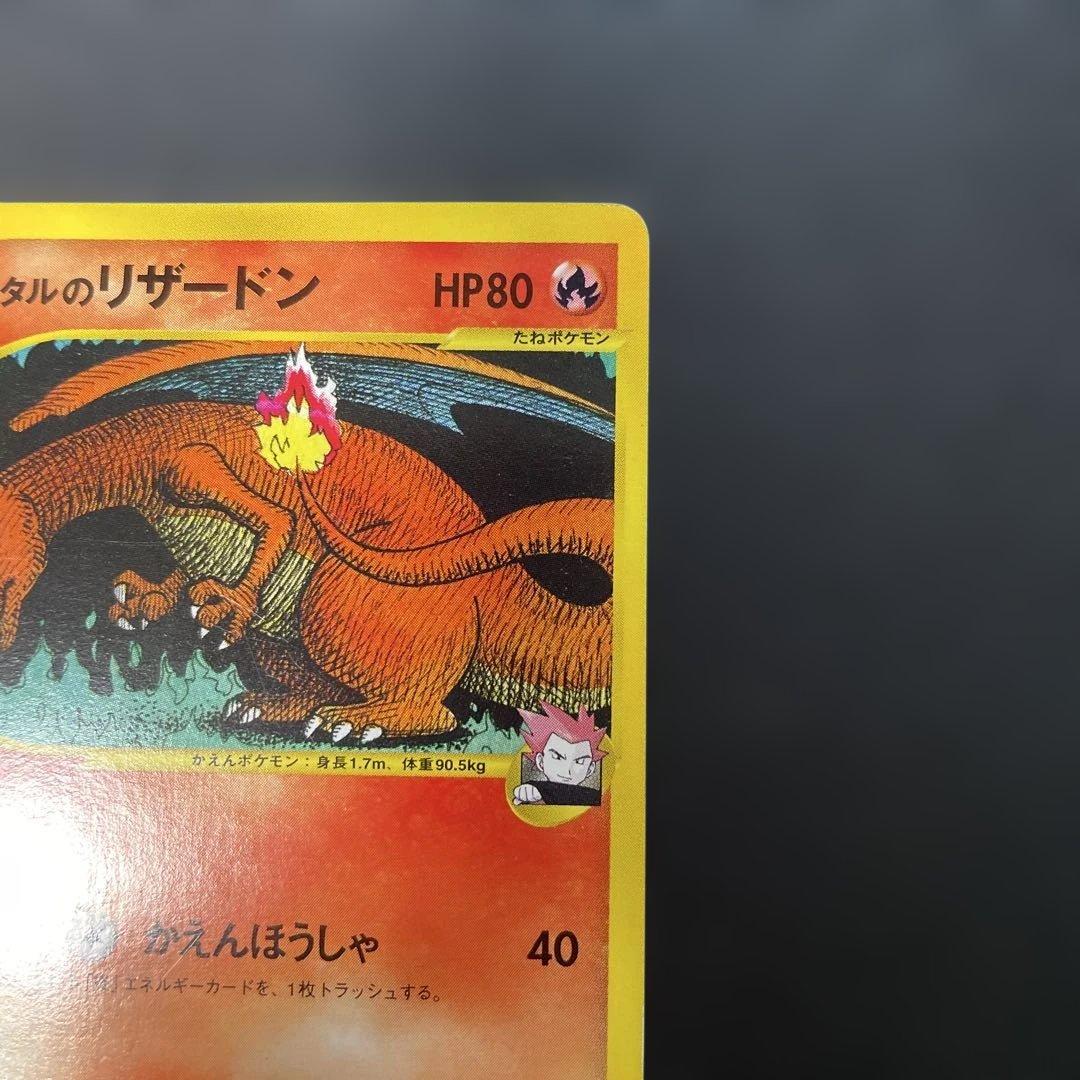 タルのリザードン HP80
たねポケモン
かえんポケモン：身長1.7m、体重90.5kg
かえんほうしゃ 40
エネルギーカードを、1枚トラッシュする。